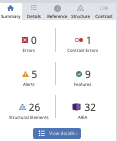 Summary Details Reference Structure Contrast
0 1
Errors Contrast Errors
5 9
Alerts Features
26 32
Structural Elements ARIA
View details ›